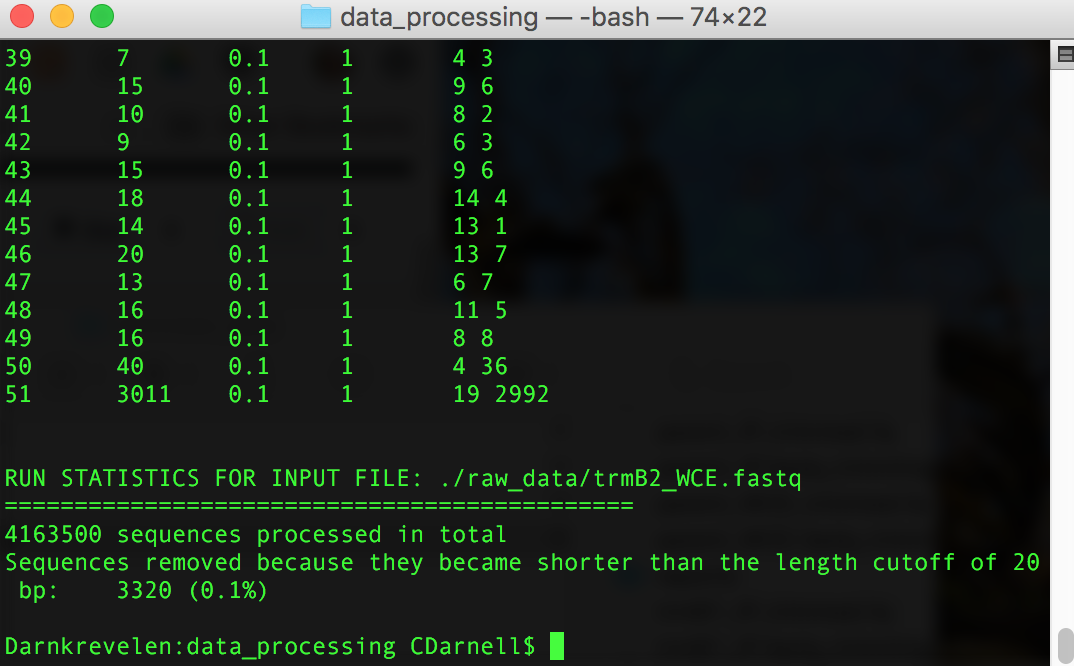 data_processing — -bash — 74×22
39 7 0.1 1 4 3
40 15 0.1 1 9 6
41 10 0.1 1 8 2
42 9 0.1 1 6 3
43 15 0.1 1 9 6
44 18 0.1 1 14 4
45 14 0.1 1 13 1
46 20 0.1 1 13 7
47 13 0.1 1 6 7
48 16 0.1 1 11 5
49 16 0.1 1 8 8
50 40 0.1 1 4 36
51 3011 0.1 1 19 2992
RUN STATISTICS FOR INPUT FILE: ./raw_data/trmB2_WCE.fastq
=============================================
4163500 sequences processed in total
Sequences removed because they became shorter than the length cutoff of 20
bp: 3320 (0.1%)
Darnkrevelen:data_processing CDarnell$